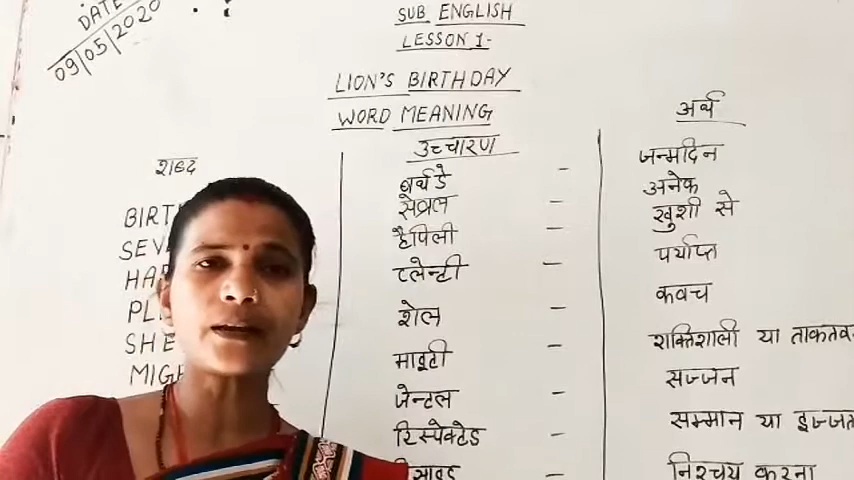 DATE
09/05/2020
SUB ENGLISH
LESSON 1-
LION'S BIRTHDAY
WORD MEANING
शब्द उच्चारण अर्थ
BIRT बर्थडे - जन्मदिन
SEV सेव्रल - अनेक
HA हैपिली - खुशी से
PL प्लेन्टी - पर्याप्त
SHE शेल - कवच
MIG माइटी - शक्तिशाली या ताकतव
जेन्टल - सज्जन
रिस्पेक्टेड - सम्मान या इज्जत
- निश्चय करना